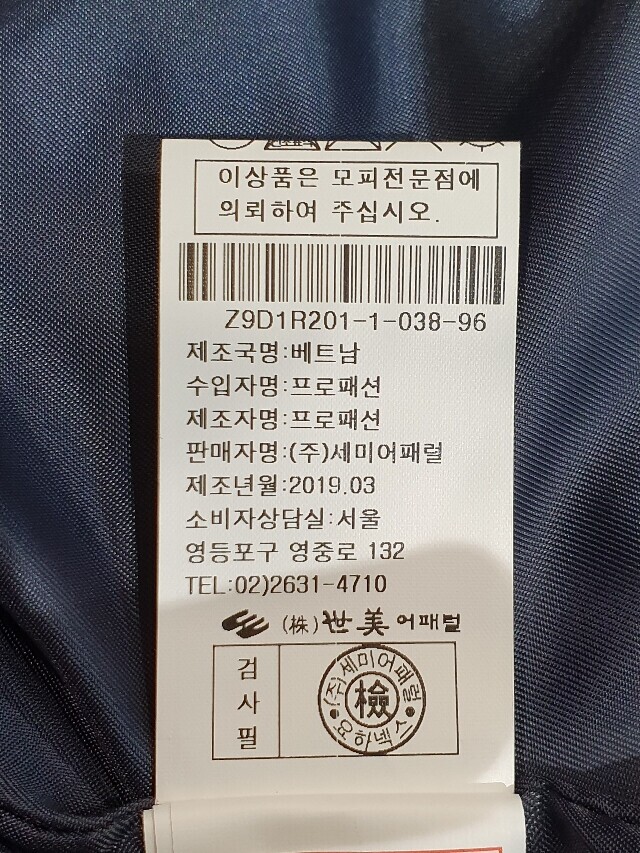 이상품은 모피전문점에
의뢰하여 주십시오.
Z9D1R201-1-038-96
제조국명:베트남
수입자명:프로패션
제조자명:프로패션
판매자명:(주)세미어패럴
제조년월:2019.03
소비자상담실:서울
영등포구 영중로 132
TEL:02)2631-4710
(株)世美어패럴
검사필
(주)세미어패럴
檢
요하넥스